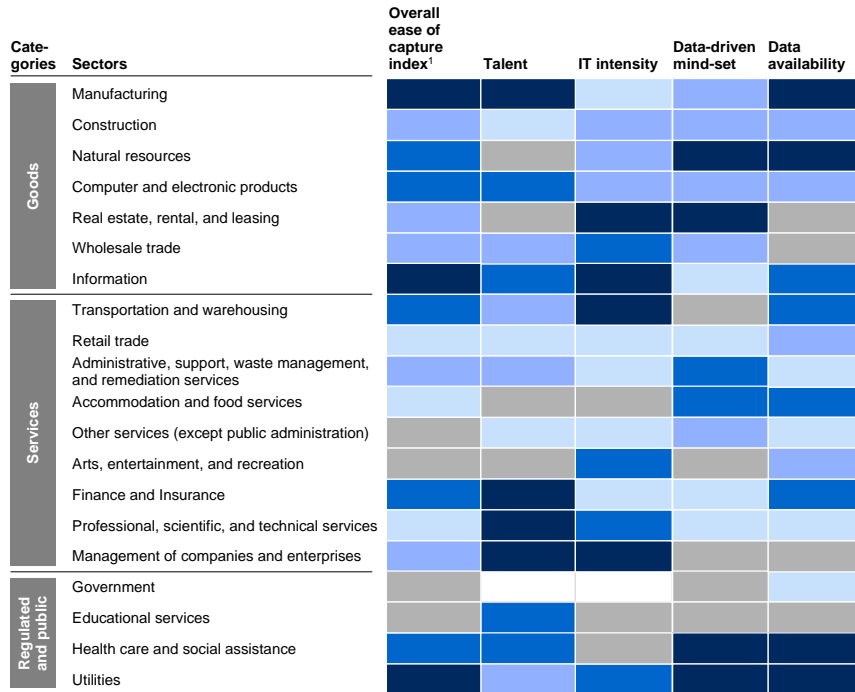 Overall
ease of
capture
index1
Cate-
gories
Sectors
Talent
IT intensity
Data-driven
mind-set
Data
availability
Goods
Manufacturing
Construction
Natural resources
Computer and electronic products
Real estate, rental, and leasing
Wholesale trade
Information
Services
Transportation and warehousing
Retail trade
Administrative, support, waste management,
and remediation services
Accommodation and food services
Other services (except public administration)
Arts, entertainment, and recreation
Finance and Insurance
Professional, scientific, and technical services
Management of companies and enterprises
Regulated
and public
Government
Educational services
Health care and social assistance
Utilities